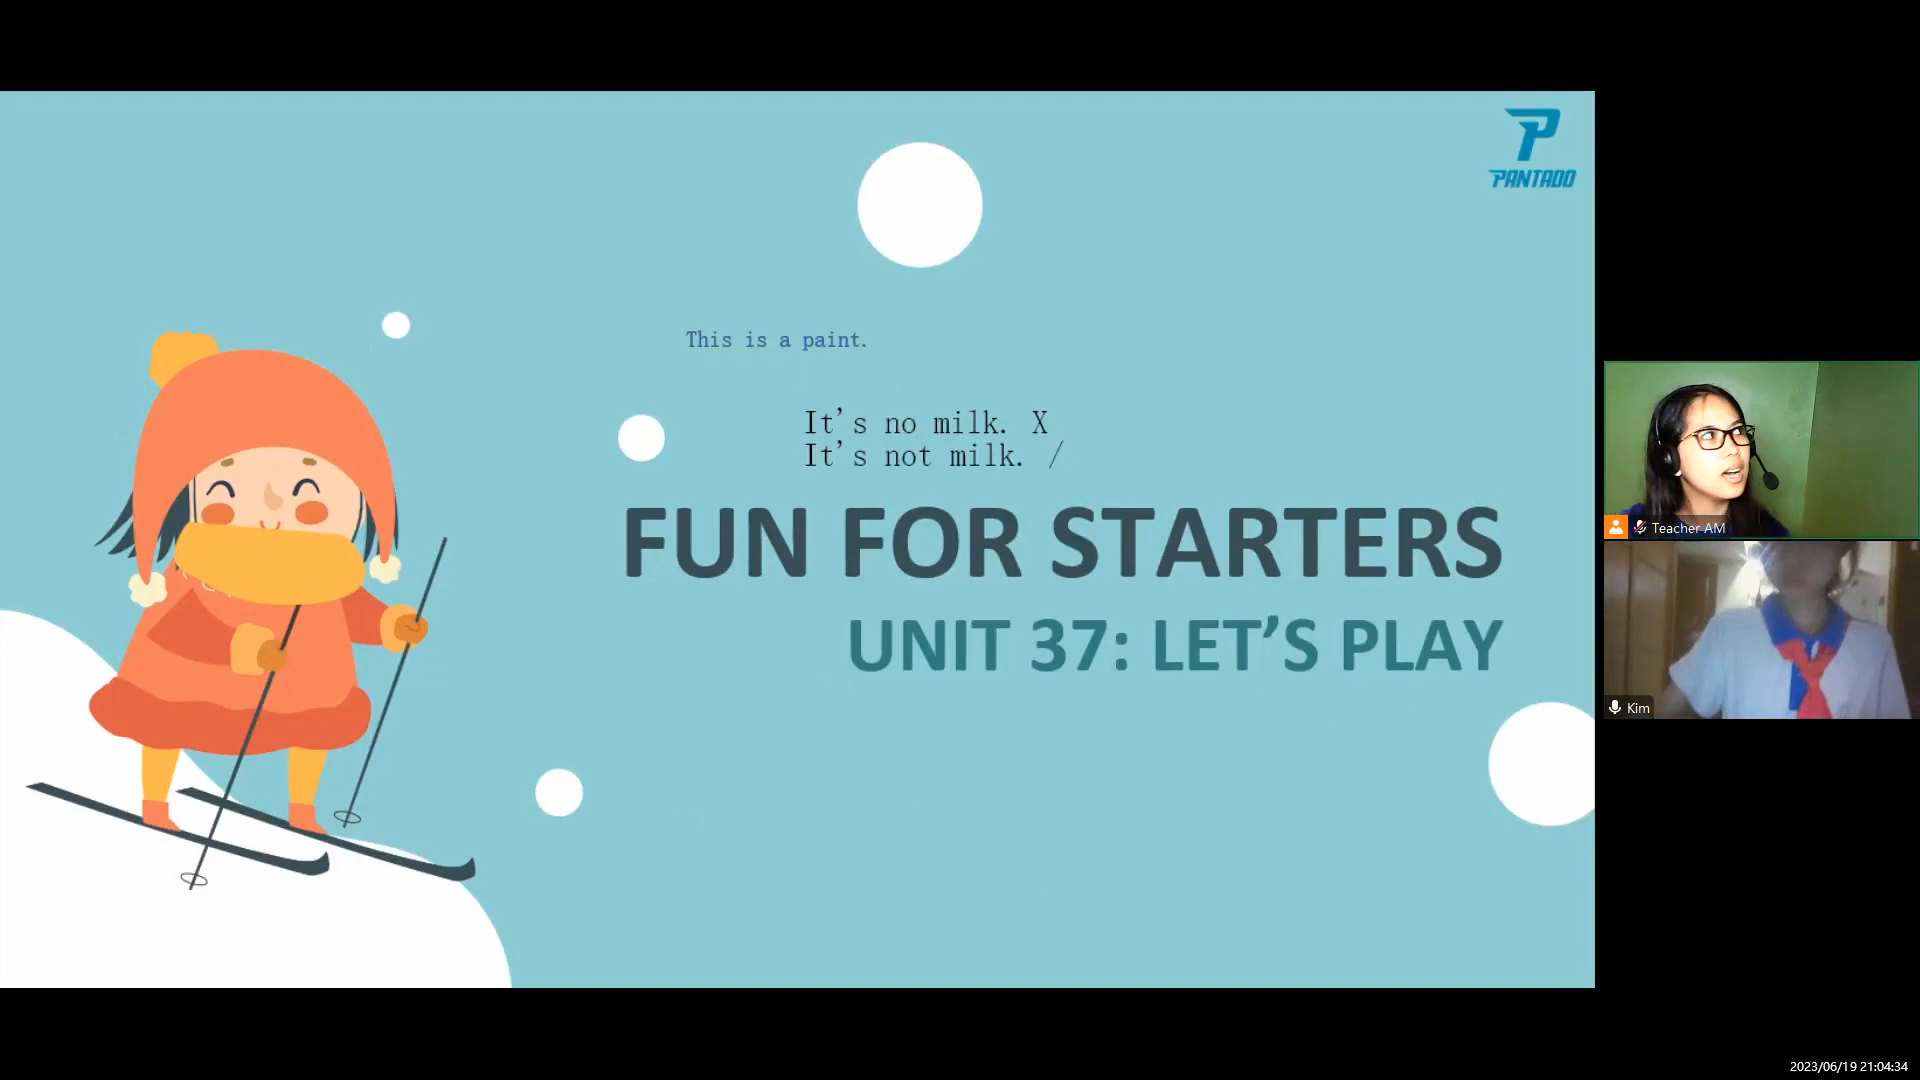 PANTADO
This is a paint.
It's no milk. X
It's not milk. /
FUN FOR STARTERS
UNIT 37: LET'S PLAY
Teacher AM
Kim
2023/06/19 21:04:34